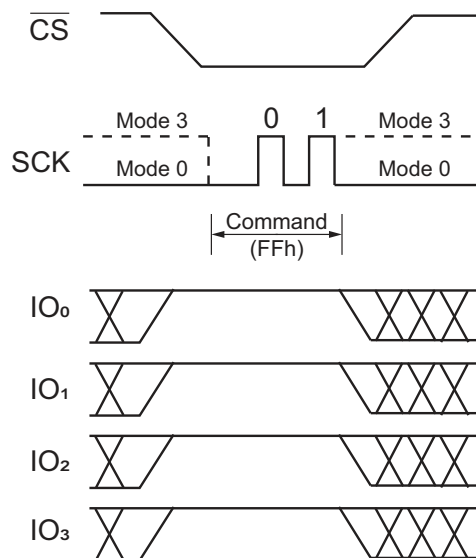 CS
0 1
Mode 3 Mode 3
SCK
Mode 0 Mode 0
Command
(FFh)
IO₀
IO₁
IO₂
IO₃